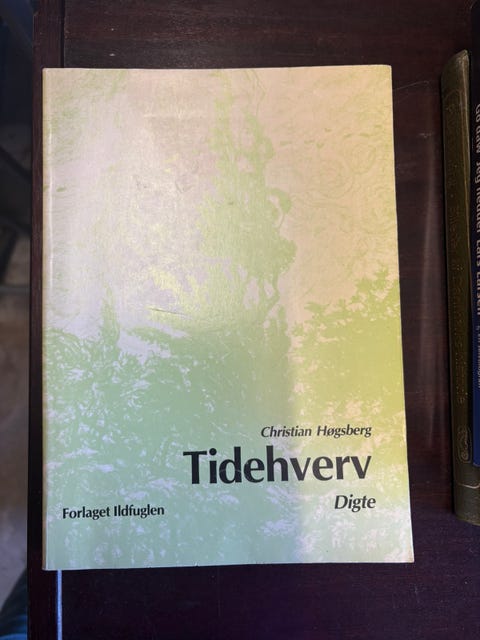 Christian Høgsberg
Tidehverv
Digte
Forlaget Ildfuglen